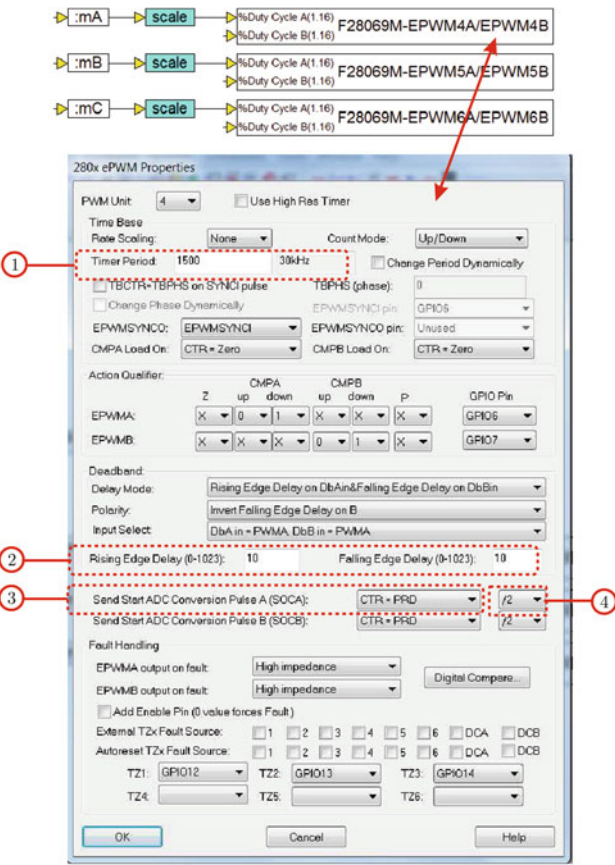 :mA scale %Duty Cycle A(1.16) F28069M-EPWM4A/EPWM4B
%Duty Cycle B(1.16)
:mB scale %Duty Cycle A(1.16) F28069M-EPWM5A/EPWM5B
%Duty Cycle B(1.16)
:mC scale %Duty Cycle A(1.16) F28069M-EPWM6A/EPWM6B
%Duty Cycle B(1.16)
280x ePWM Properties
PWM Unit: 4 Use High Res Timer
Time Base
Rate Scaling: None Count Mode: Up/Down
1 Timer Period: 1500 30kHz Change Period Dynamically
TBCTR=TBPHS on SYNCI pulse TBPHS (phase): 0
Change Phase Dynamically EPWMSYNCI pin: GPIO6
EPWMSYNCO: EPWMSYNCI EPWMSYNCO pin: Unused
CMPA Load On: CTR = Zero CMPB Load On: CTR = Zero
Action Qualifier:
CMPA CMPB
Z up down up down P GPIO Pin
EPWMA: X 0 1 X X X GPIO6
EPWMB: X X X 0 1 X GPIO7
Deadband:
Delay Mode: Rising Edge Delay on DbAin&Falling Edge Delay on DbBin
Polarity: Invert Falling Edge Delay on B
Input Select: DbA in = PWMA, DbB in = PWMA
2 Rising Edge Delay (0-1023): 10 Falling Edge Delay (0-1023): 10
3 Send Start ADC Conversion Pulse A (SOCA): CTR = PRD /2 4
Send Start ADC Conversion Pulse B (SOCB): CTR = PRD /2
Fault Handling
EPWMA output on fault: High impedance
EPWMB output on fault: High impedance Digital Compare...
Add Enable Pin (0 value forces Fault)
External TZx Fault Source: 1 2 3 4 5 6 DCA DCB
Autoreset TZx Fault Source: 1 2 3 4 5 6 DCA DCB
TZ1: GPIO12 TZ2: GPIO13 TZ3: GPIO14
TZ4: TZ5: TZ6:
OK Cancel Help